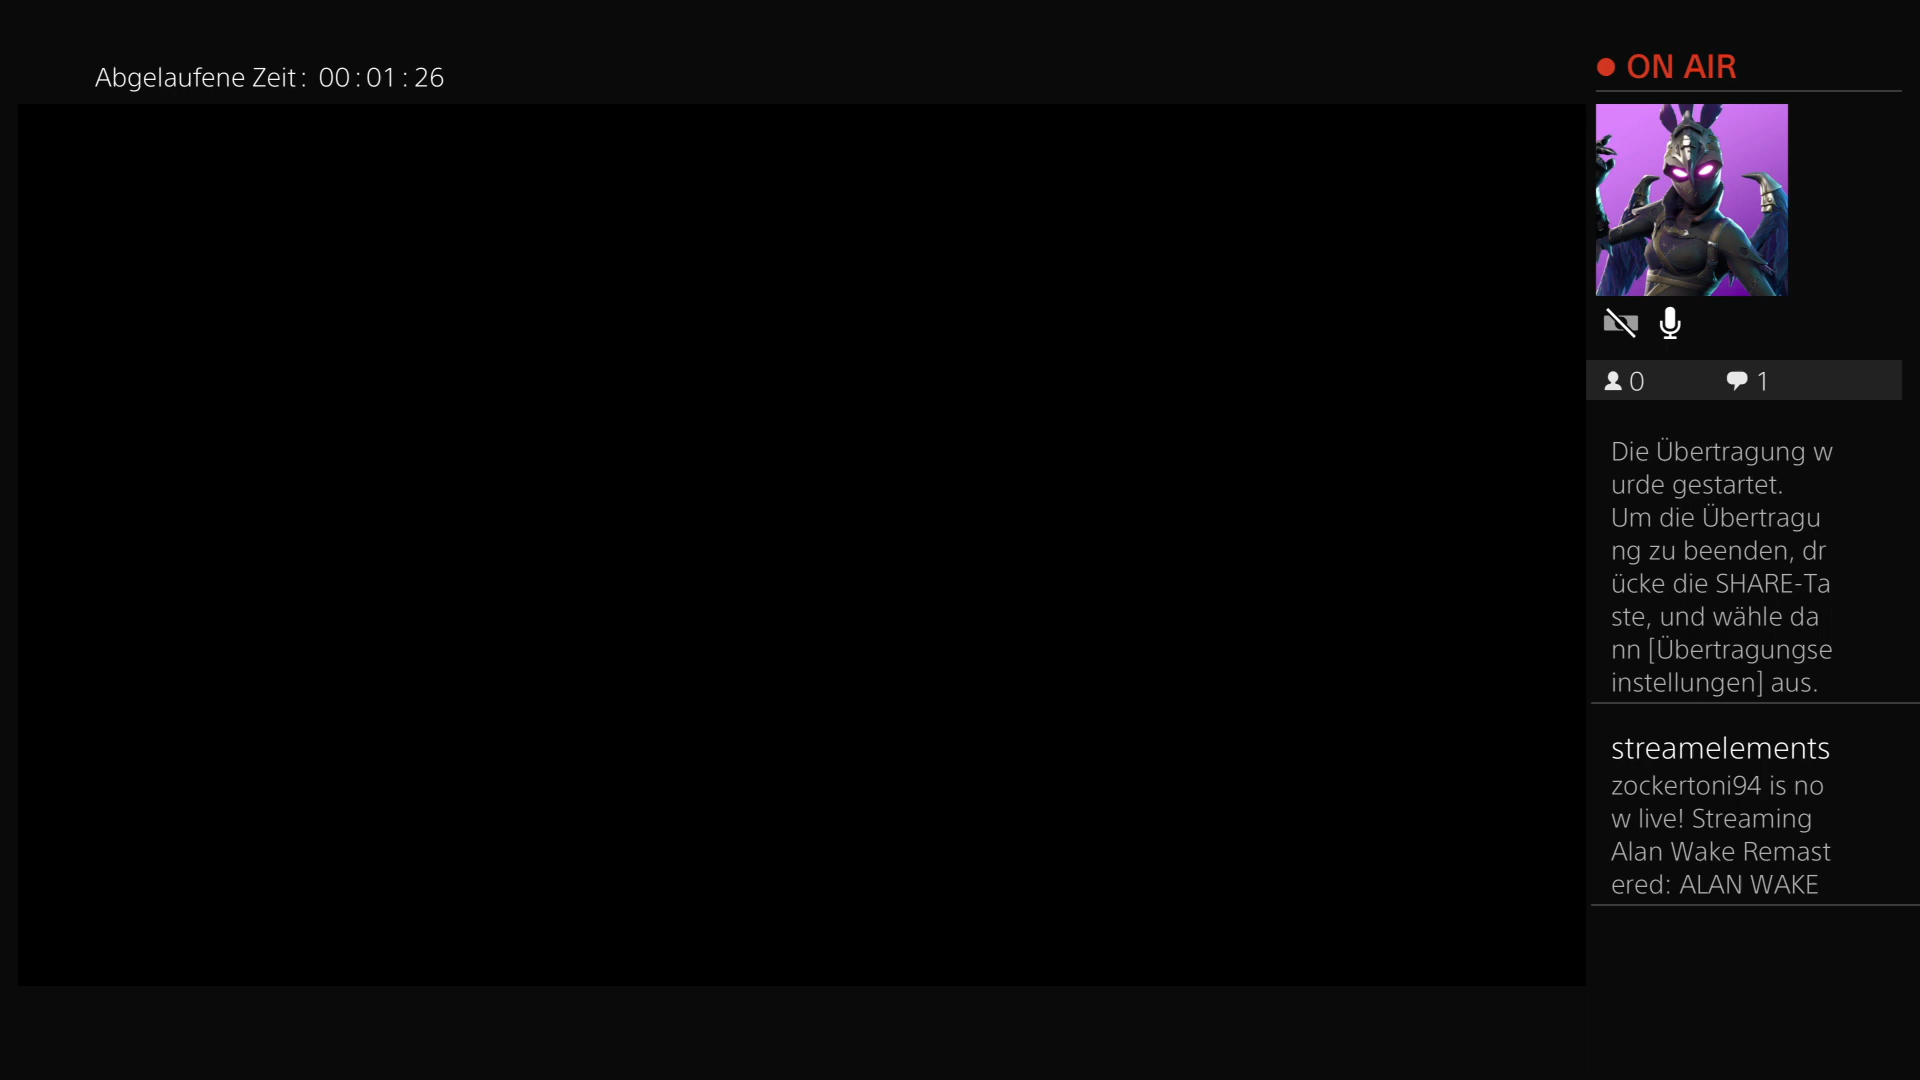 Abgelaufene Zeit: 00:01:26
ON AIR
0
1
Die Übertragung w
urde gestartet.
Um die Übertragu
ng zu beenden, dr
ücke die SHARE-Ta
ste, und wähle da
nn [Übertragungse
instellungen] aus.
streamelements
zockertoni94 is no
w live! Streaming
Alan Wake Remast
ered: ALAN WAKE